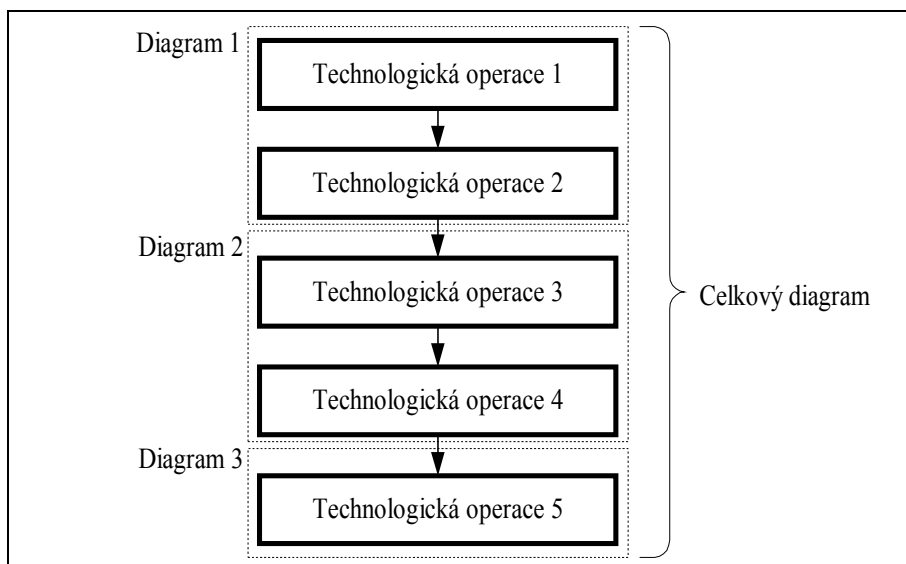 Diagram 1
Technologická operace 1
Technologická operace 2
Diagram 2
Technologická operace 3
Celkový diagram
Technologická operace 4
Diagram 3
Technologická operace 5